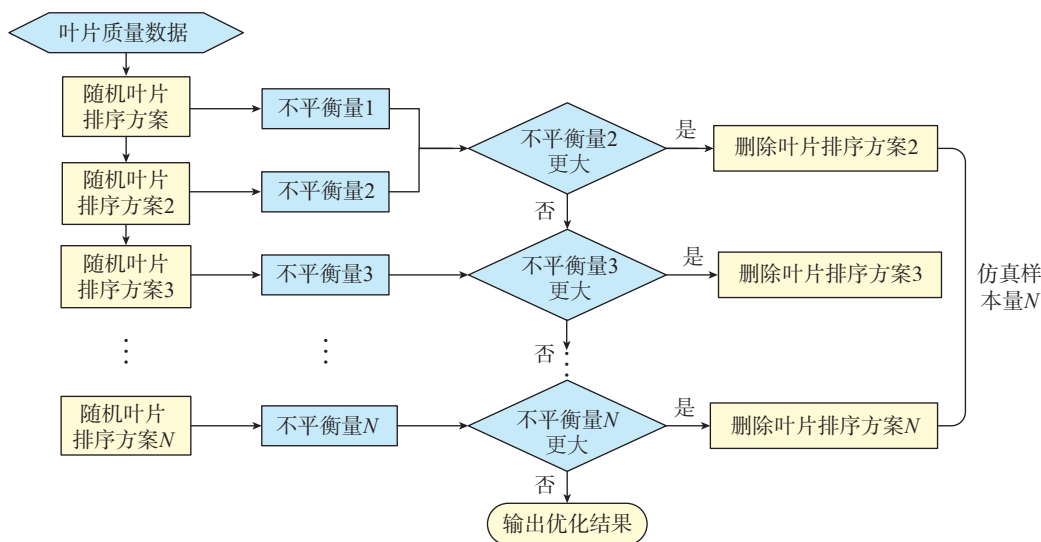 叶片质量数据
随机叶片
排序方案
不平衡量1
不平衡量2
更大
是
删除叶片排序方案2
随机叶片
排序方案2
不平衡量2
否
随机叶片
排序方案3
不平衡量3
不平衡量3
更大
是
删除叶片排序方案3
仿真样
本量N
⋮
⋮
否
⋮
随机叶片
排序方案N
不平衡量N
不平衡量N
更大
是
删除叶片排序方案N
否
输出优化结果